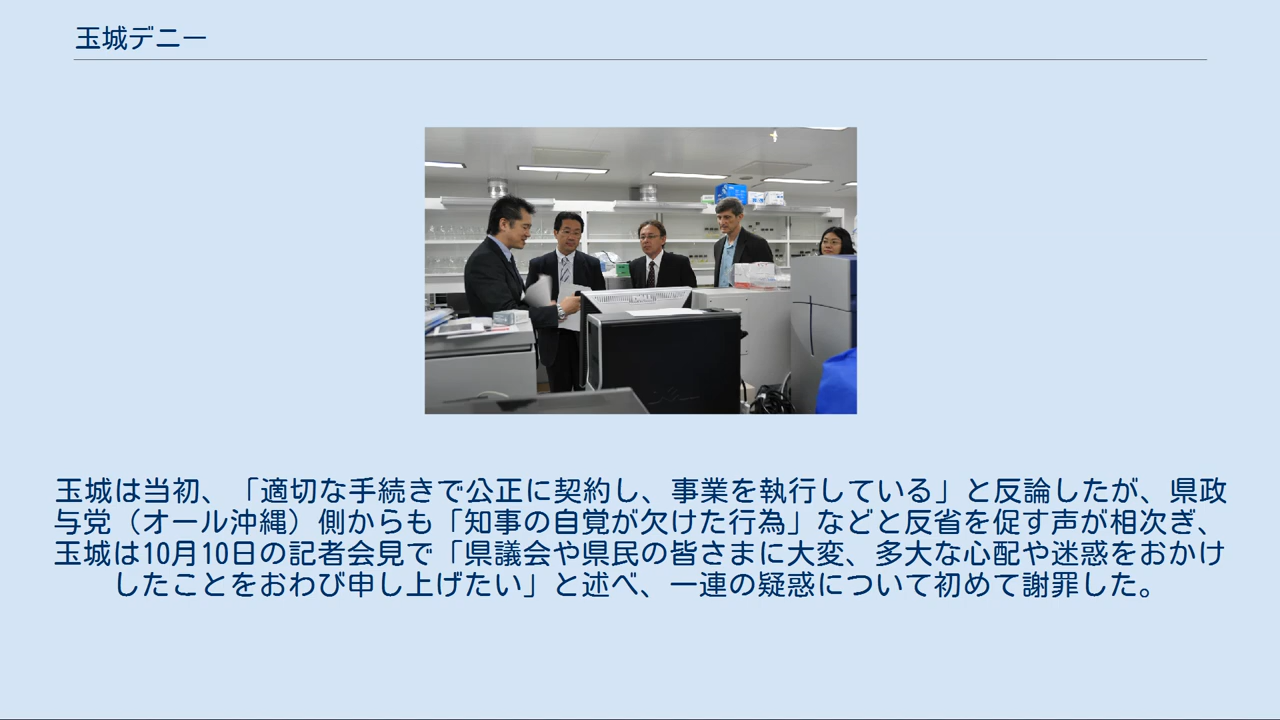 玉城デニー
玉城は当初、「適切な手続きで公正に契約し、事業を執行している」と反論したが、県政
与党（オール沖縄）側からも「知事の自覚が欠けた行為」などと反省を促す声が相次ぎ、
玉城は10月10日の記者会見で「県議会や県民の皆さまに大変、多大な心配や迷惑をおかけ
したことをおわび申し上げたい」と述べ、一連の疑惑について初めて謝罪した。